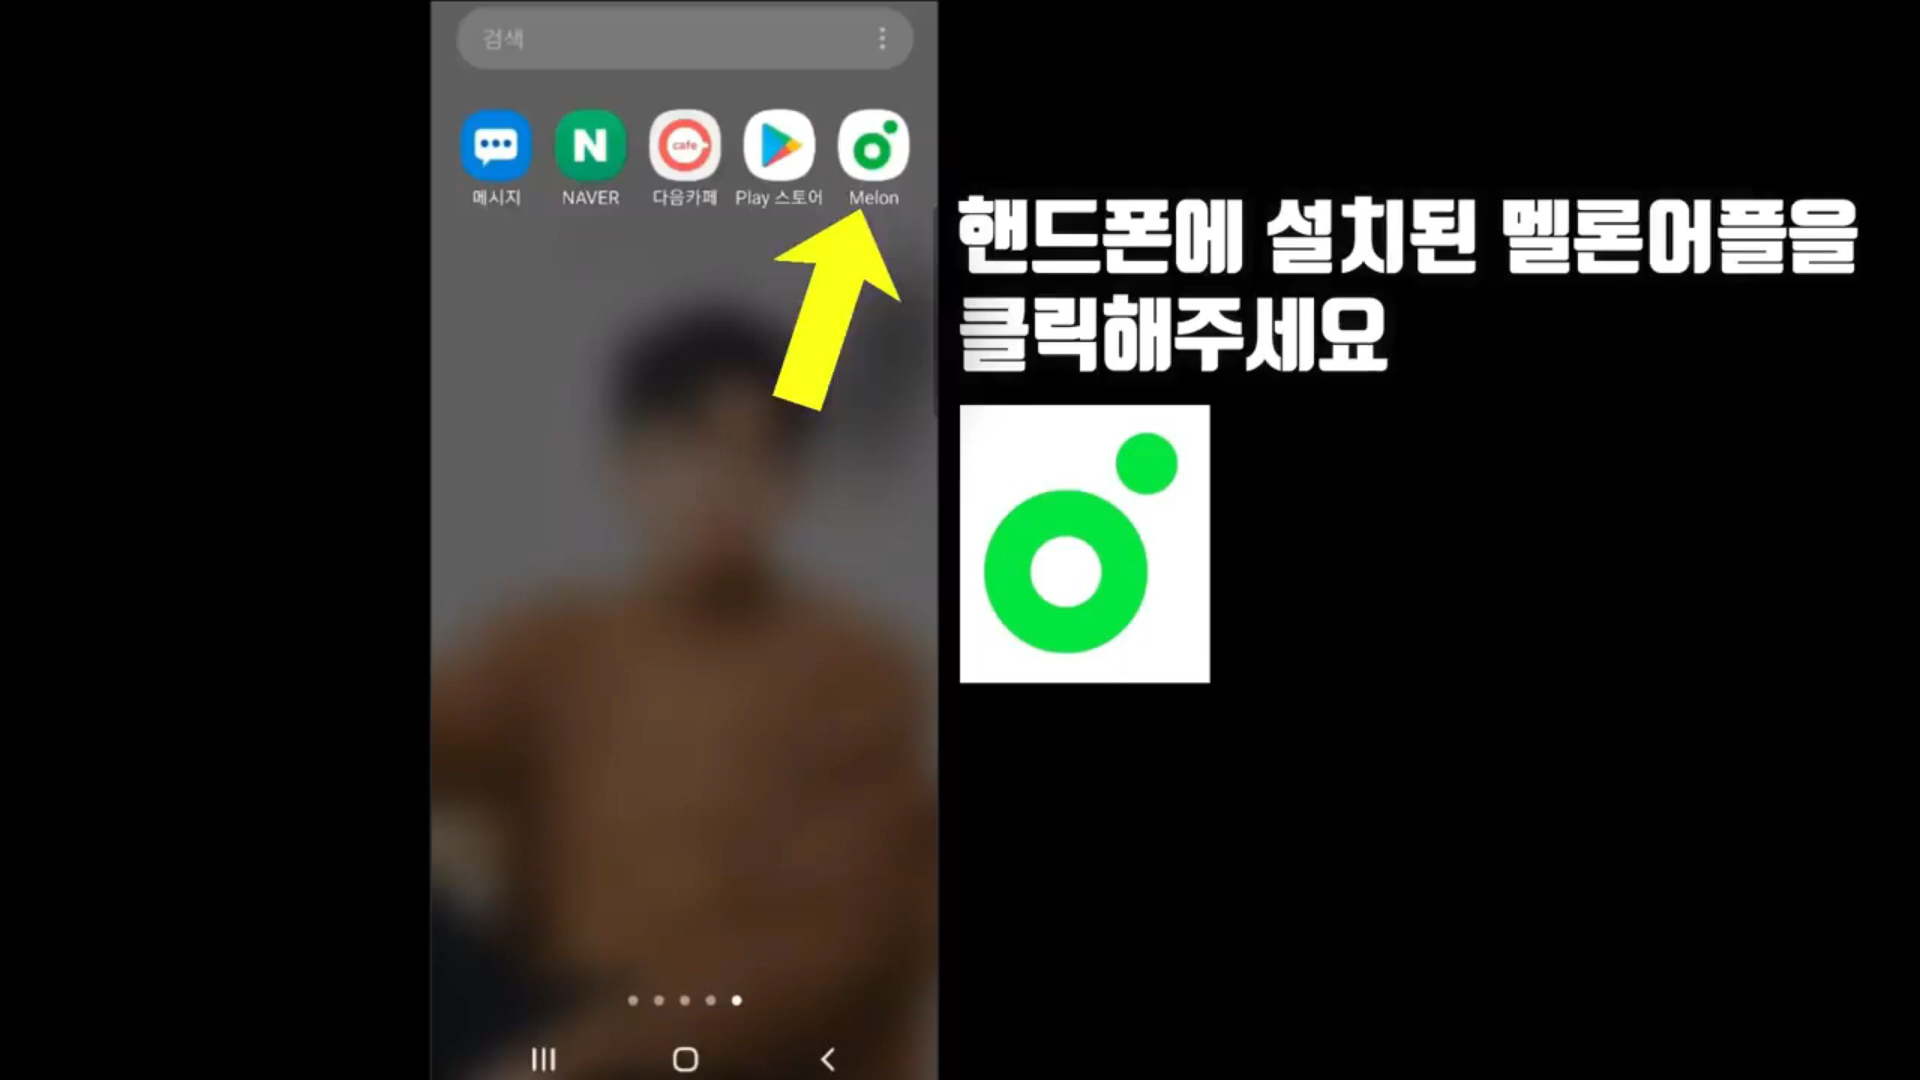 검색
메시지
NAVER
다음카페
Play 스토어
Melon
N
cafe
핸드폰에 설치된 멜론어플을
클릭해주세요